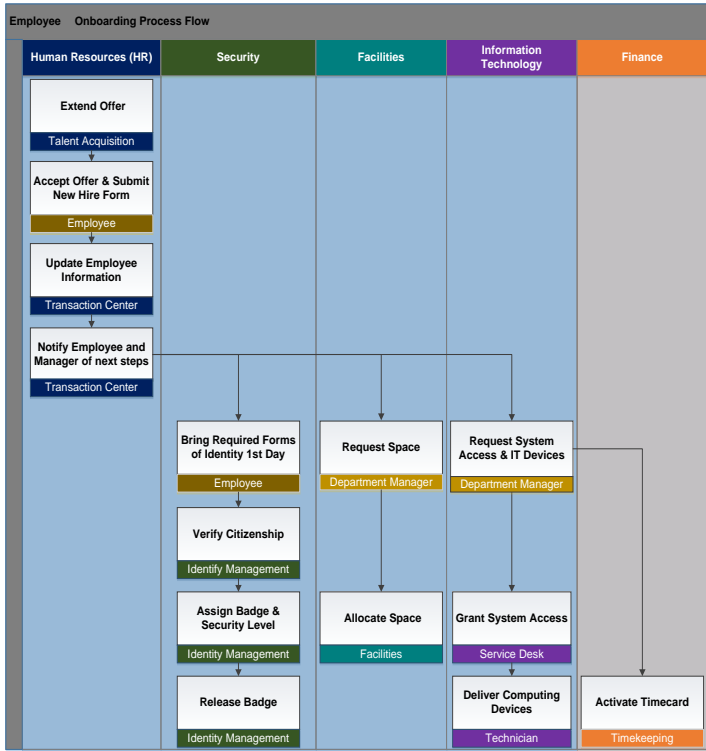 Employee Onboarding Process Flow
Human Resources (HR)
Security
Facilities
Information
Technology
Finance
Extend Offer
Talent Acquisition
Accept Offer & Submit
New Hire Form
Employee
Update Employee
Information
Transaction Center
Notify Employee and
Manager of next steps
Transaction Center
Bring Required Forms
of Identity 1st Day
Employee
Request Space
Department Manager
Request System
Access & IT Devices
Department Manager
Verify Citizenship
Identify Management
Assign Badge &
Security Level
Identity Management
Allocate Space
Facilities
Grant System Access
Service Desk
Release Badge
Identity Management
Deliver Computing
Devices
Technician
Activate Timecard
Timekeeping